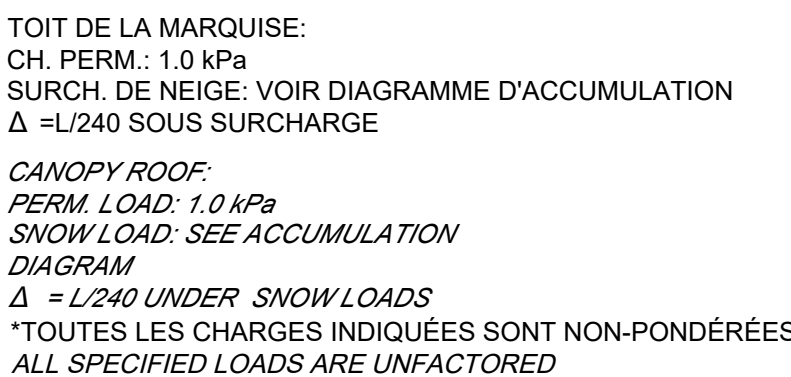 TOIT DE LA MARQUISE:
CH. PERM.: 1.0 kPa
SURCH. DE NEIGE: VOIR DIAGRAMME D'ACCUMULATION
Δ =L/240 SOUS SURCHARGE
CANOPY ROOF:
PERM. LOAD: 1.0 kPa
SNOW LOAD: SEE ACCUMULATION
DIAGRAM
Δ = L/240 UNDER SNOW LOADS
*TOUTES LES CHARGES INDIQUÉES SONT NON-PONDÉRÉES
ALL SPECIFIED LOADS ARE UNFACTORED